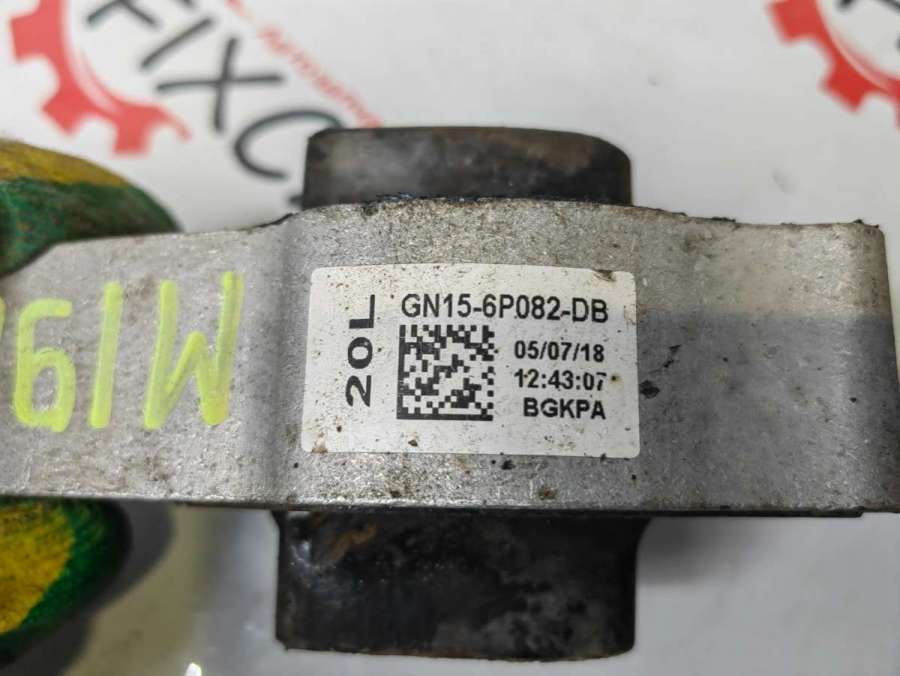 FIXC
GN15-6P082-DB
20L
05/07/18
12:43:07
BGKPA
M19